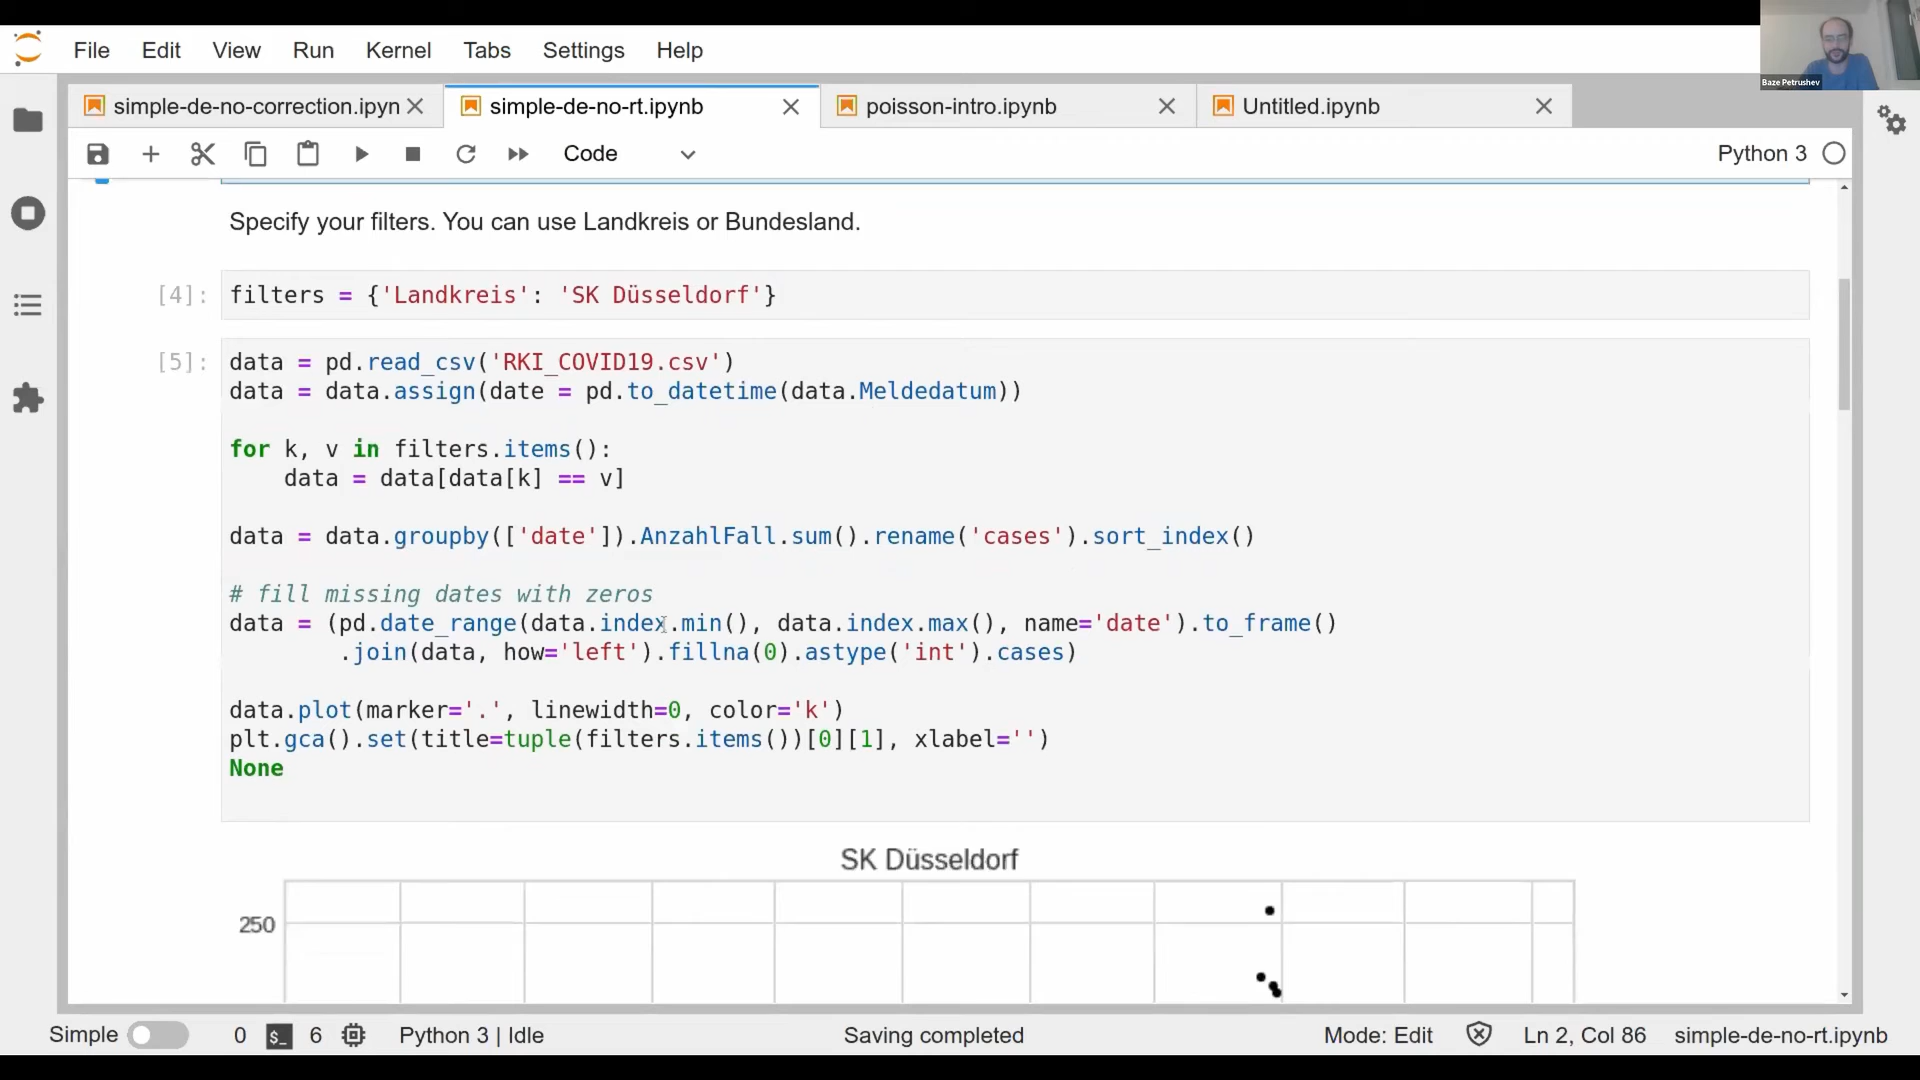 File Edit View Run Kernel Tabs Settings Help
Baze Petrushev
simple-de-no-correction.ipyn simple-de-no-rt.ipynb poisson-intro.ipynb Untitled.ipynb
Code Python 3
Specify your filters. You can use Landkreis or Bundesland.
[4]: filters = {'Landkreis': 'SK Düsseldorf'}
[5]: data = pd.read_csv('RKI_COVID19.csv')
data = data.assign(date = pd.to_datetime(data.Meldedatum))
for k, v in filters.items():
data = data[data[k] == v]
data = data.groupby(['date']).AnzahlFall.sum().rename('cases').sort_index()
# fill missing dates with zeros
data = (pd.date_range(data.index.min(), data.index.max(), name='date').to_frame()
.join(data, how='left').fillna(0).astype('int').cases)
data.plot(marker='.', linewidth=0, color='k')
plt.gca().set(title=tuple(filters.items())[0][1], xlabel='')
None
SK Düsseldorf
250
Simple 0 $_ 6 Python 3 | Idle Saving completed Mode: Edit Ln 2, Col 86 simple-de-no-rt.ipynb